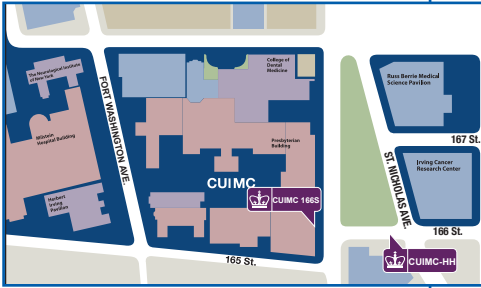 The Neurological Institute
of New York
Milstein
Hospital Building
Herbert
Irving
Pavilion
FORT WASHINGTON AVE.
College of
Dental
Medicine
Presbyterian
Building
CUIMC
CUIMC 166S
165 St.
Russ Berrie Medical
Science Pavilion
167 St.
ST. NICHOLAS AVE.
Irving Cancer
Research Center
166 St.
CUIMC-HH